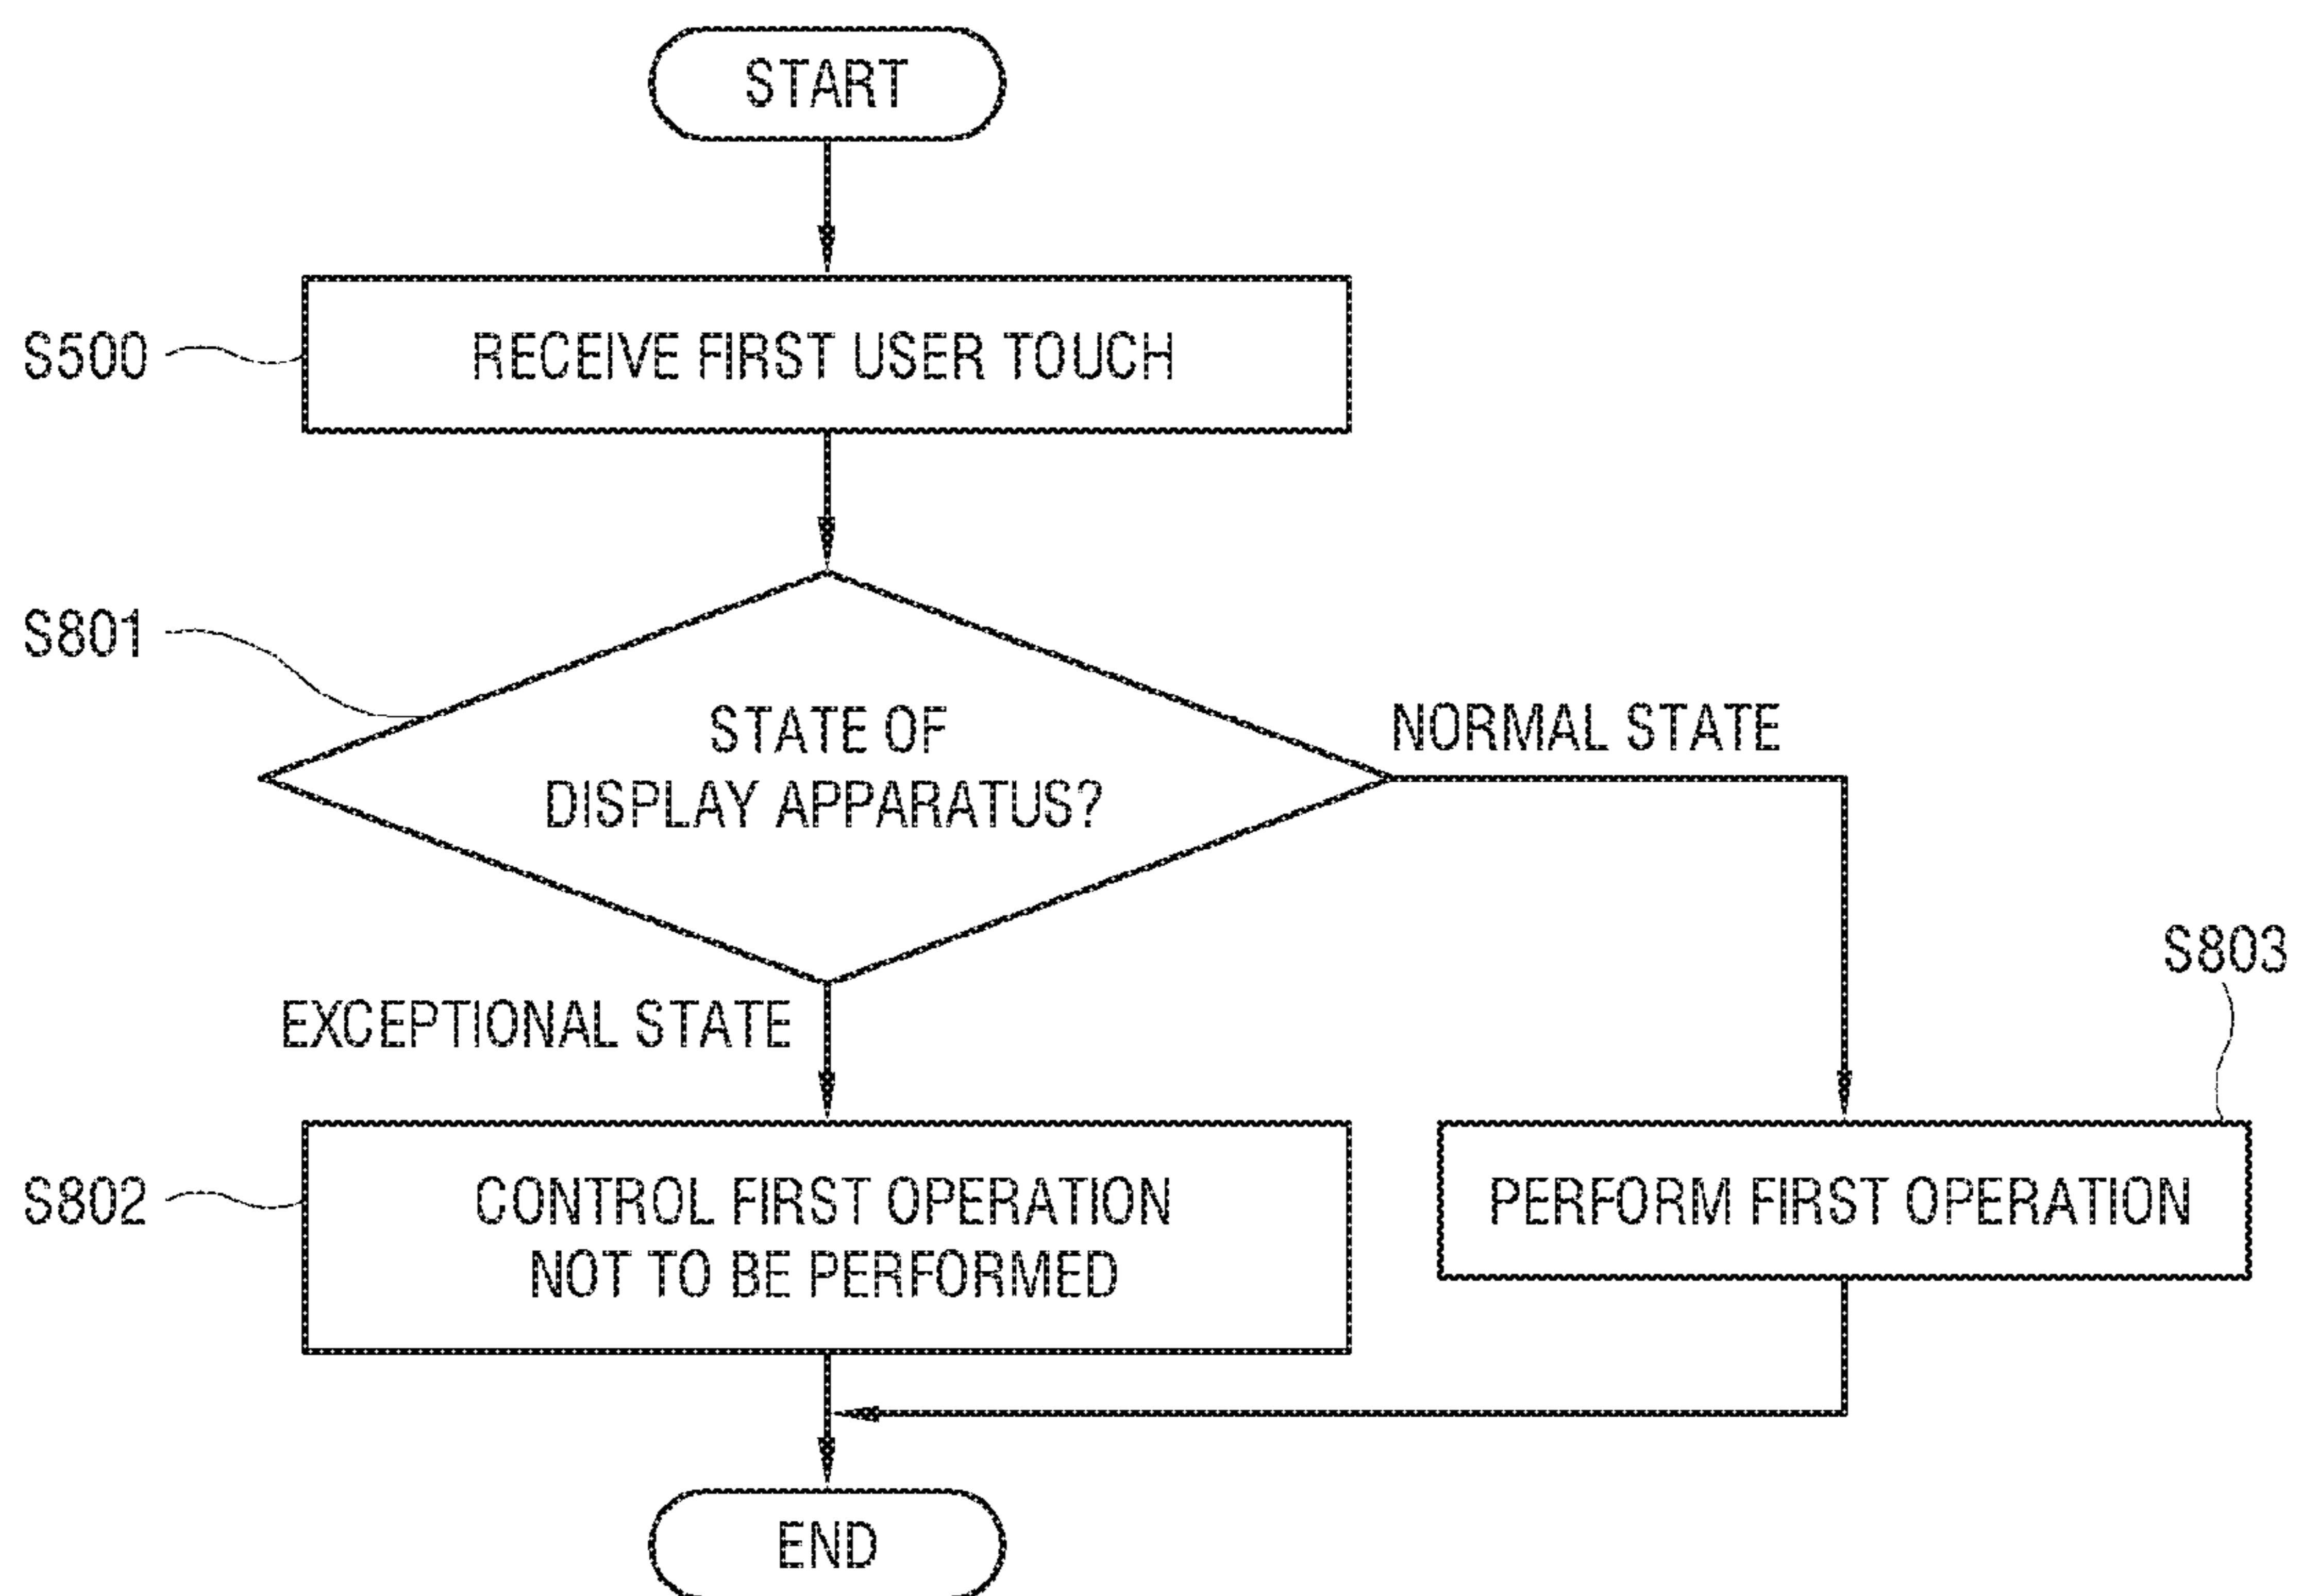 START
S500
RECEIVE FIRST USER TOUCH
S801
STATE OF
DISPLAY APPARATUS?
NORMAL STATE
EXCEPTIONAL STATE
S803
S802
CONTROL FIRST OPERATION
NOT TO BE PERFORMED
PERFORM FIRST OPERATION
END